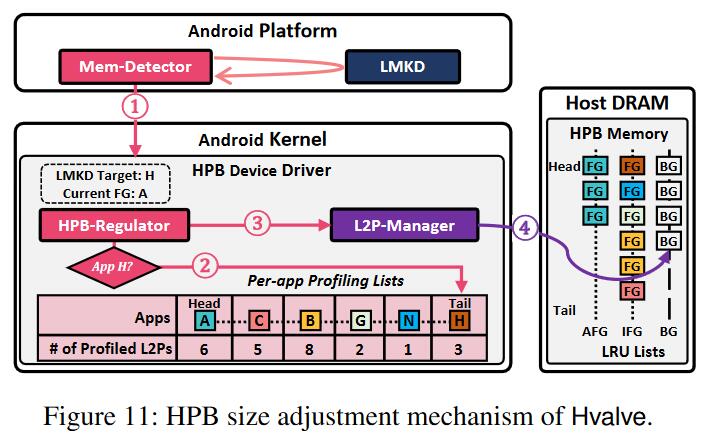 Android Platform
Mem-Detector
LMKD
①
Android Kernel
HPB Device Driver
LMKD Target: H
Current FG: A
HPB-Regulator
③
L2P-Manager
④
App H?
②
Per-app Profiling Lists
Apps
Head
Tail
A C B G N H
# of Profiled L2Ps 6 5 8 2 1 3
Host DRAM
HPB Memory
Head FG FG BG
FG FG BG
FG FG BG
FG BG
FG
FG
Tail
AFG IFG BG
LRU Lists
Figure 11: HPB size adjustment mechanism of Hvalve.